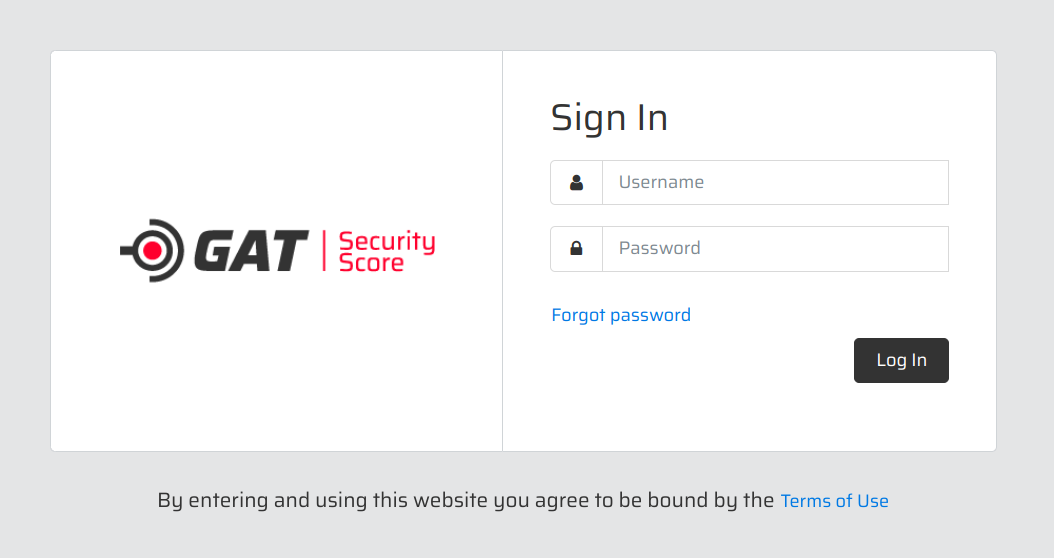 GAT | Security
Score
Sign In
Username
Password
Forgot password
Log In
By entering and using this website you agree to be bound by the Terms of Use